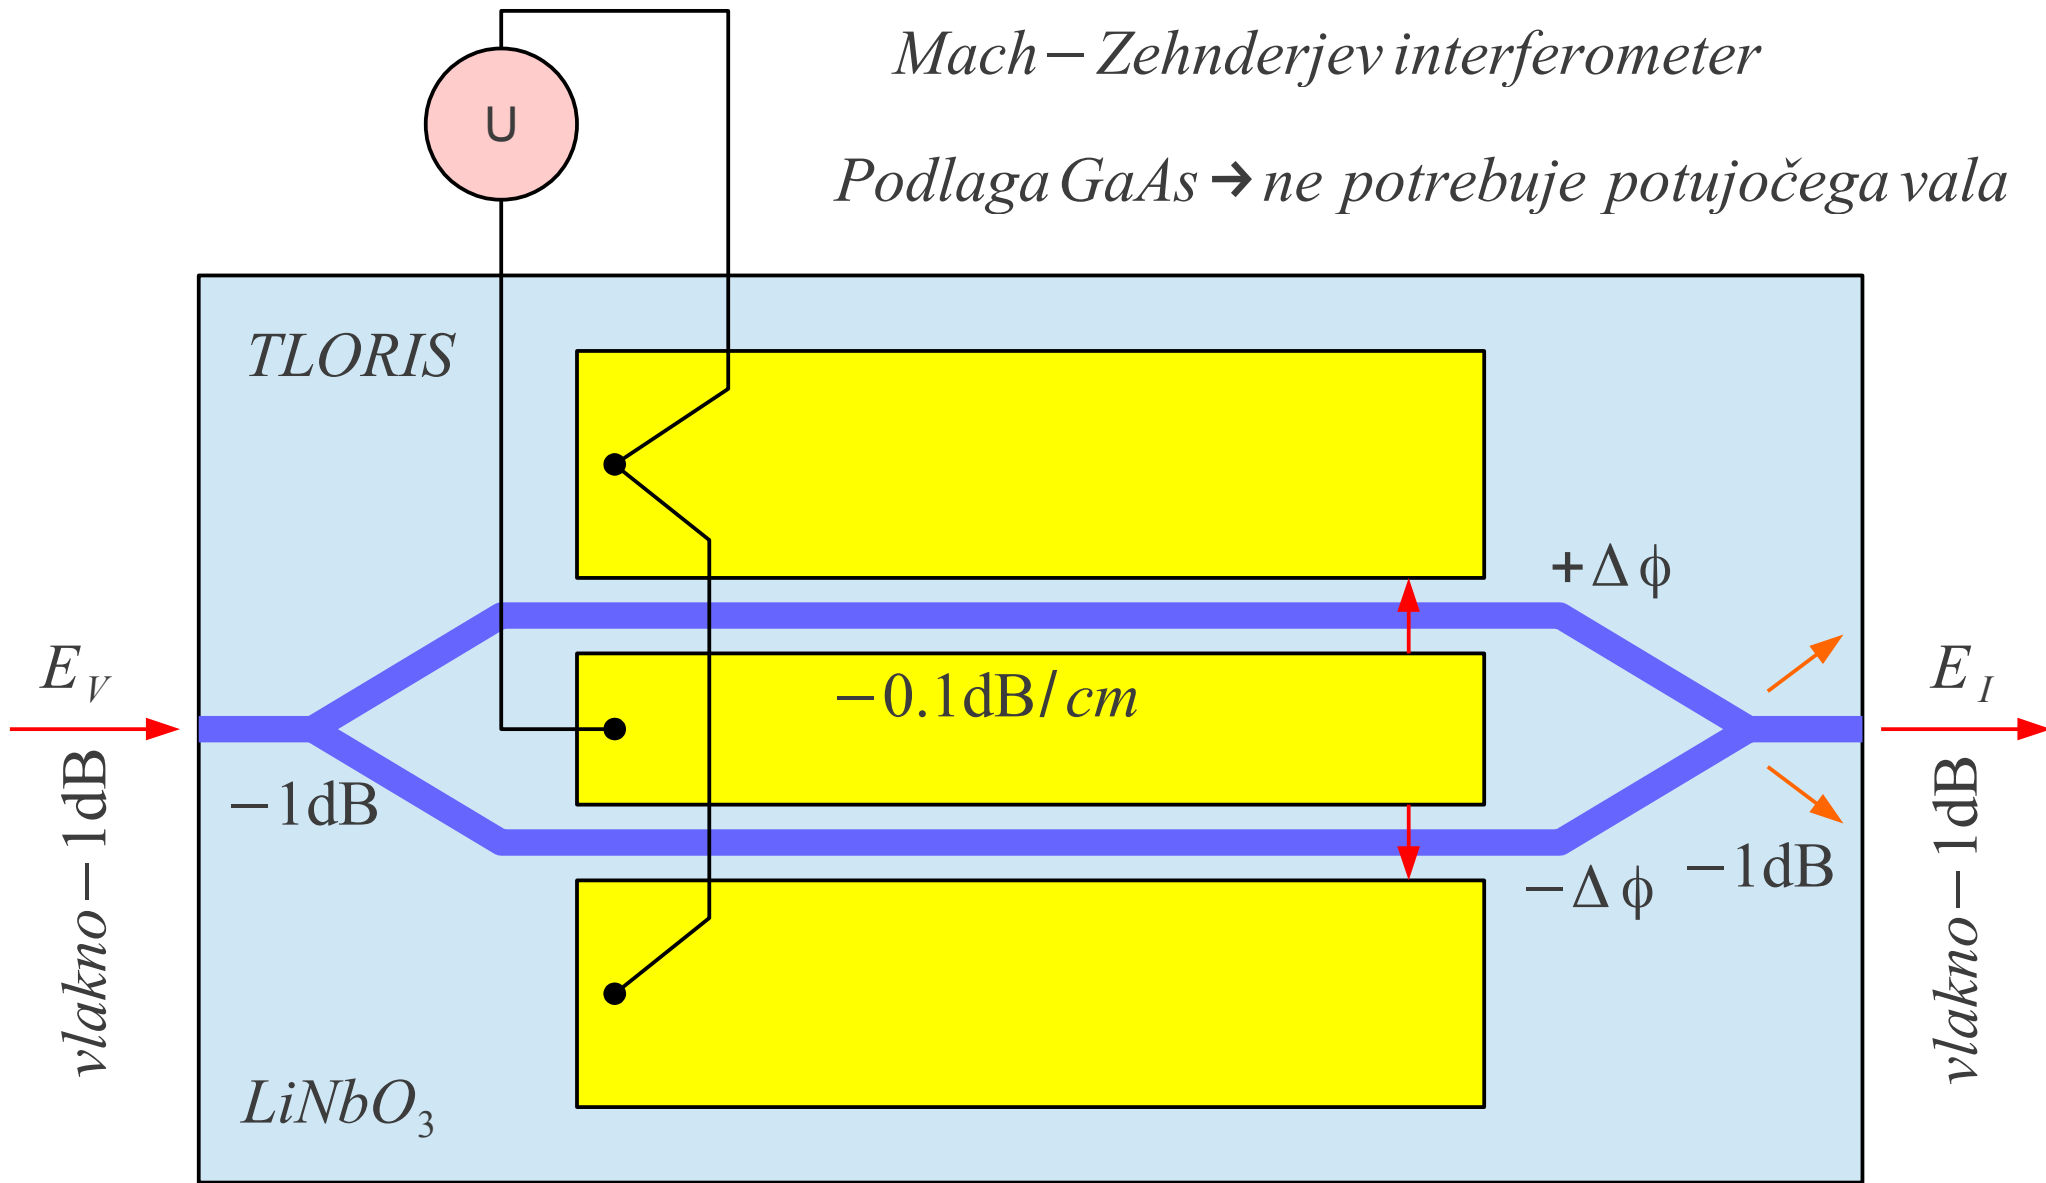 Mach−Zehnderjev interferometer
U
Podlaga GaAs → ne potrebuje potujočega vala
TLORIS
+Δϕ
E_V
−0.1dB/cm
E_I
−1dB
vlakno−1dB
−Δϕ
−1dB
vlakno−1dB
LiNbO₃